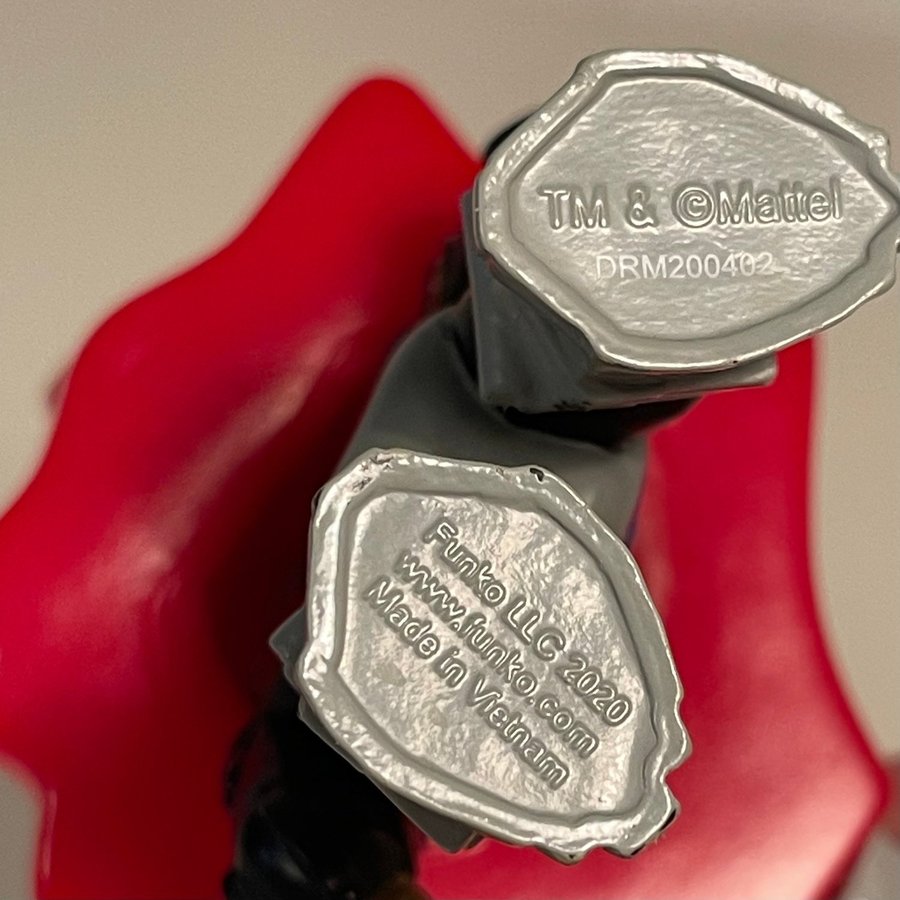 TM & ©Mattel
DRM200402
Funko LLC 2020
www.funko.com
Made in Vietnam